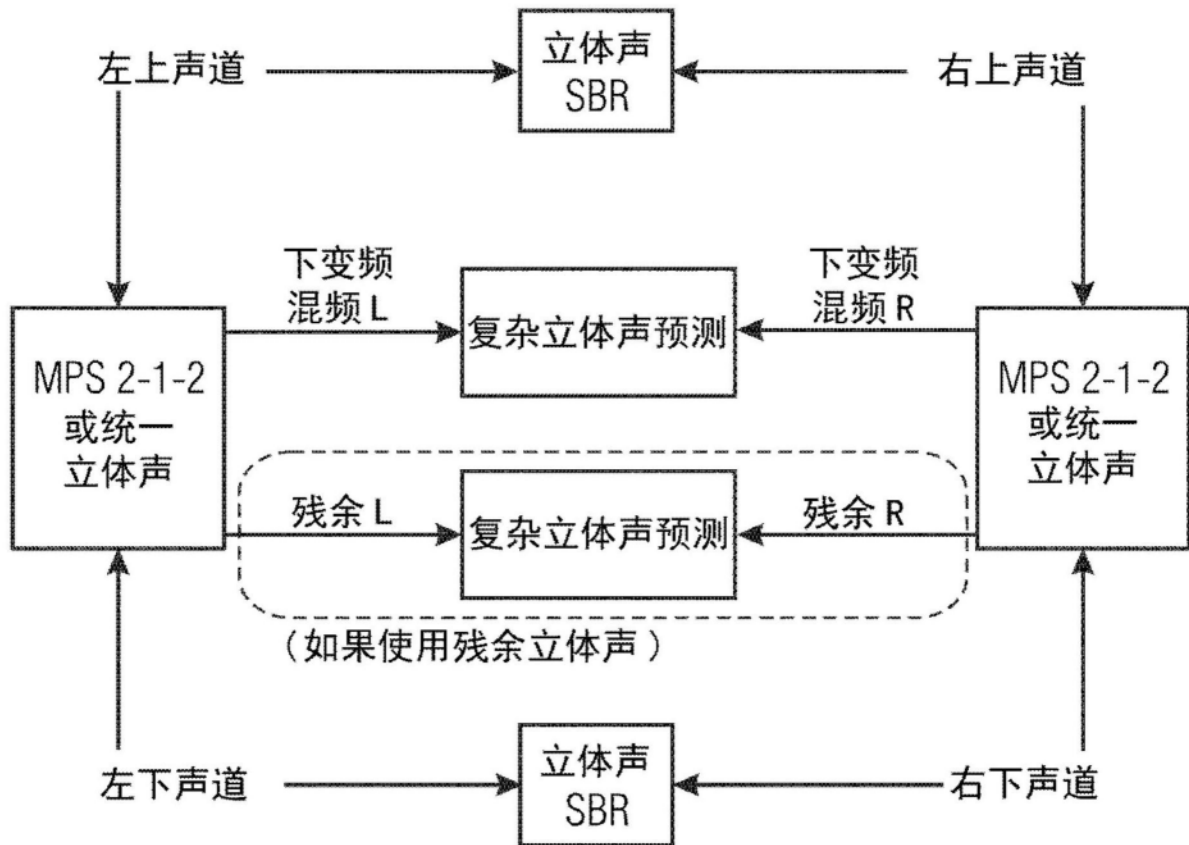 左上声道
立体声
SBR
右上声道
下变频
混频 L
下变频
混频 R
复杂立体声预测
MPS 2-1-2
或统一
立体声
MPS 2-1-2
或统一
立体声
残余 L
复杂立体声预测
残余 R
（如果使用残余立体声）
左下声道
立体声
SBR
右下声道